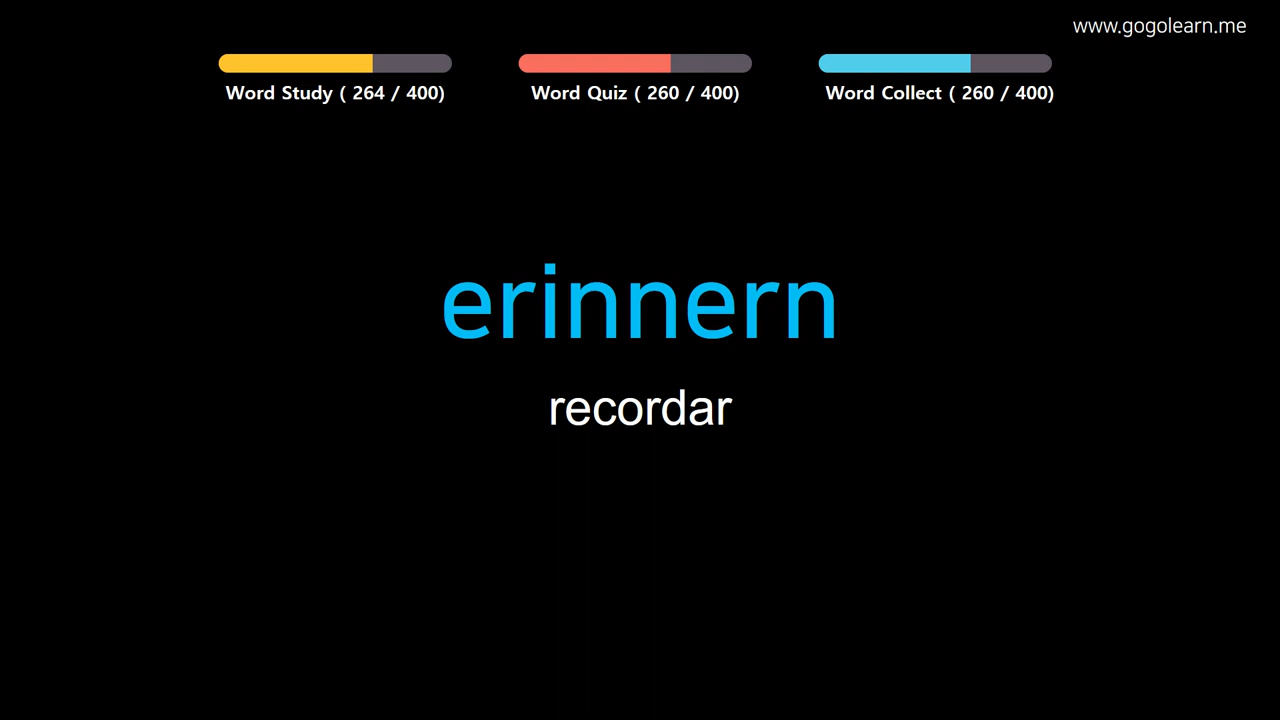 www.gogolearn.me
Word Study ( 264 / 400)
Word Quiz ( 260 / 400)
Word Collect ( 260 / 400)
erinnern
recordar